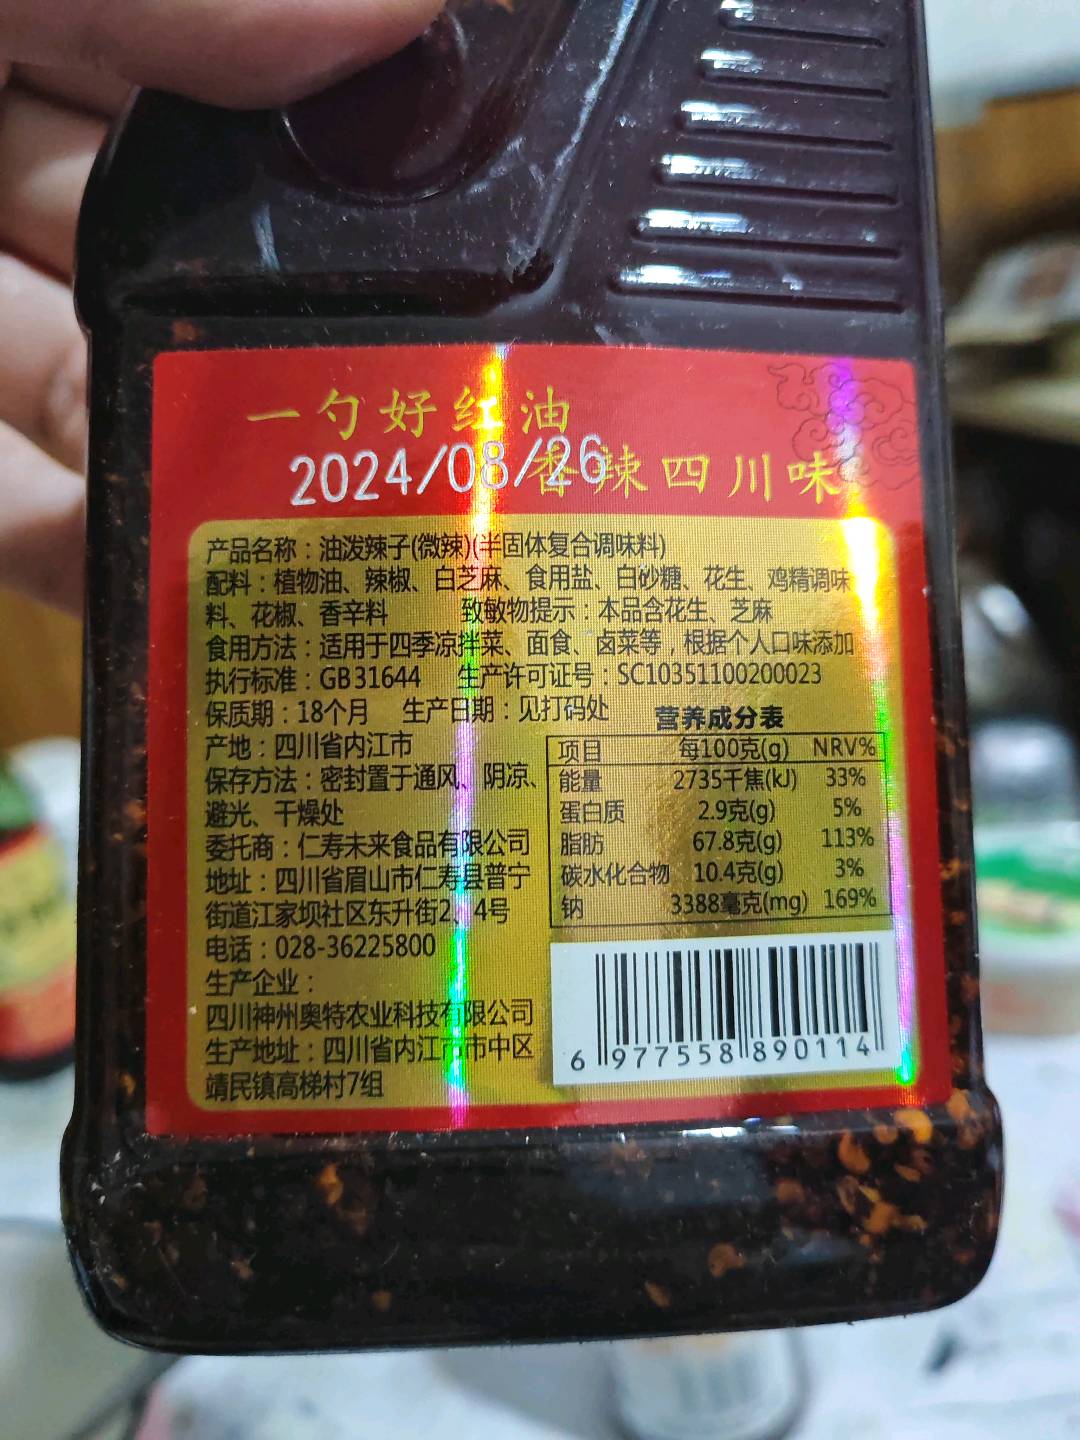 一勺好红油
2024/08/26
香辣四川味
产品名称：油泼辣子(微辣)(半固体复合调味料)
配料：植物油、辣椒、白芝麻、食用盐、白砂糖、花生、鸡精调味
料、花椒、香辛料 致敏物提示：本品含花生、芝麻
食用方法：适用于四季凉拌菜、面食、卤菜等，根据个人口味添加
执行标准：GB31644 生产许可证号：SC10351100200023
保质期：18个月 生产日期：见打码处
产地：四川省内江市
保存方法：密封置于通风、阴凉、
避光、干燥处
委托商：仁寿未来食品有限公司
地址：四川省眉山市仁寿县普宁
街道江家坝社区东升街2、4号
电话：028-36225800
生产企业：
四川神州奥特农业科技有限公司
生产地址：四川省内江市市中区
靖民镇高梯村7组
营养成分表
项目 每100克(g) NRV%
能量 2735千焦(kJ) 33%
蛋白质 2.9克(g) 5%
脂肪 67.8克(g) 113%
碳水化合物 10.4克(g) 3%
钠 3388毫克(mg) 169%
6 977558 890114